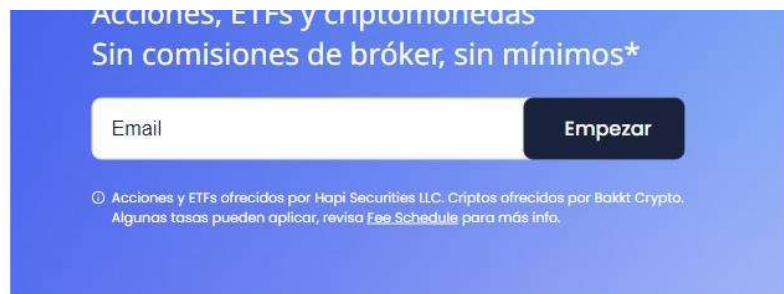 Acciones, ETFs y criptomonedas
Sin comisiones de bróker, sin mínimos*
Email
Empezar
Acciones y ETFs ofrecidos por Hapi Securities LLC. Criptos ofrecidos por Bakkt Crypto.
Algunas tasas pueden aplicar, revisa Fee Schedule para más info.